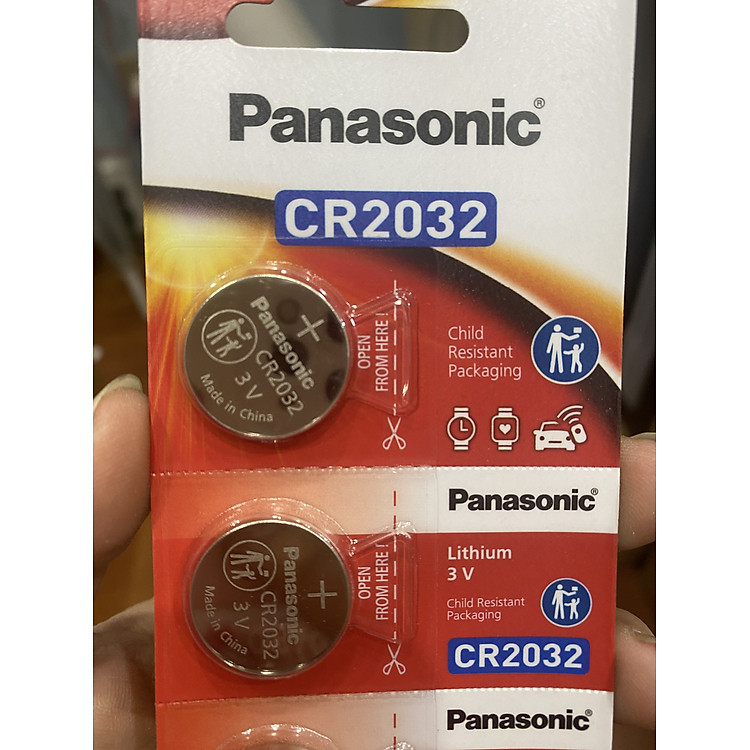 Panasonic®
CR2032
+
Panasonic
CR2032
3 V
Made in China
OPEN
FROM HERE !
Child
Resistant
Packaging
Panasonic®
+
Panasonic
CR2032
3 V
Made in China
OPEN
FROM HERE !
Lithium
3 V
Child Resistant
Packaging
CR2032
Panasonic®